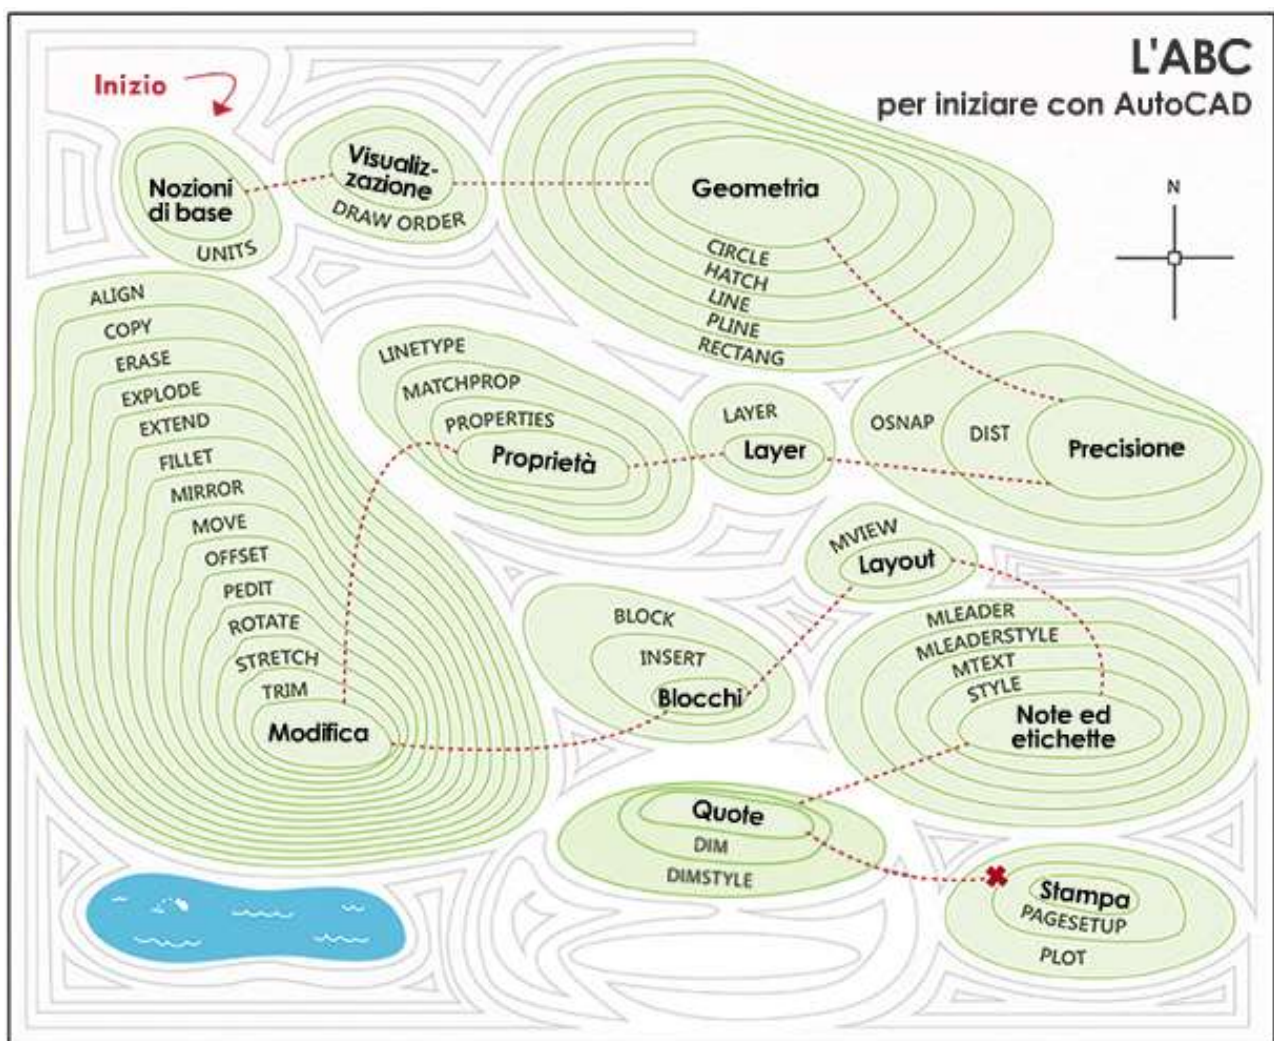 L'ABC
per iniziare con AutoCAD
Inizio
Nozioni
di base
UNITS
Visualiz-
zazione
DRAW ORDER
Geometria
CIRCLE
HATCH
LINE
PLINE
RECTANG
N
OSNAP
DIST
Precisione
LAYER
Layer
LINETYPE
MATCHPROP
PROPERTIES
Proprietà
ALIGN
COPY
ERASE
EXPLODE
EXTEND
FILLET
MIRROR
MOVE
OFFSET
PEDIT
ROTATE
STRETCH
TRIM
Modifica
BLOCK
INSERT
Blocchi
MVIEW
Layout
MLEADER
MLEADERSTYLE
MTEXT
STYLE
Note ed
etichette
Quote
DIM
DIMSTYLE
Stampa
PAGESETUP
PLOT